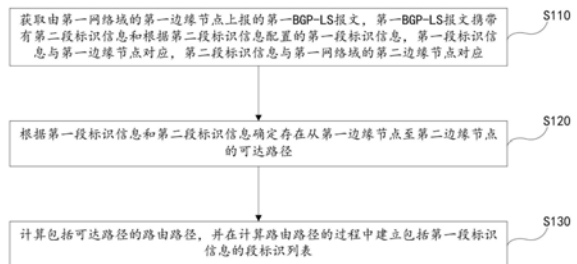 获取由第一网络域的第一边缘节点上报的第一BGP-LS报文，第一BGP-LS报文携带
有第二段标识信息和根据第二段标识信息配置的第一段标识信息，第一段标识信
息与第一边缘节点对应，第二段标识信息与第一网络域的第二边缘节点对应
S110
根据第一段标识信息和第二段标识信息确定存在从第一边缘节点至第二边缘节点
的可达路径
S120
计算包括可达路径的路由路径，并在计算路由路径的过程中建立包括第一段标识
信息的段标识列表
S130